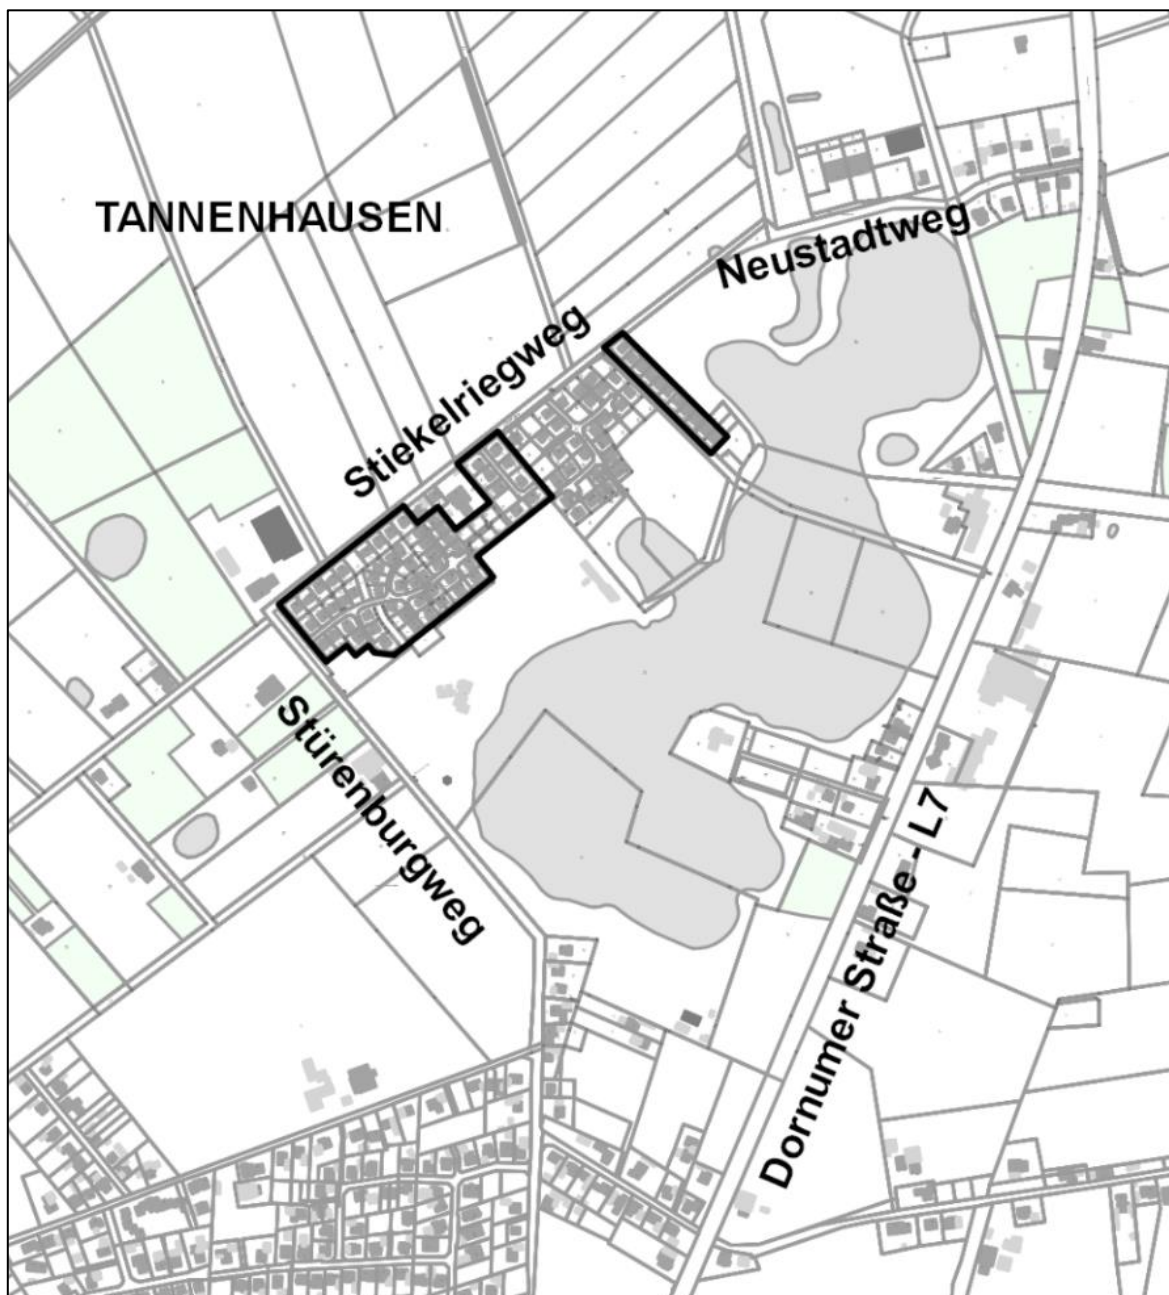 TANNENHAUSEN
Neustadtweg
Stiekelriegweg
Stürenburgweg
Dornumer Straße - L7